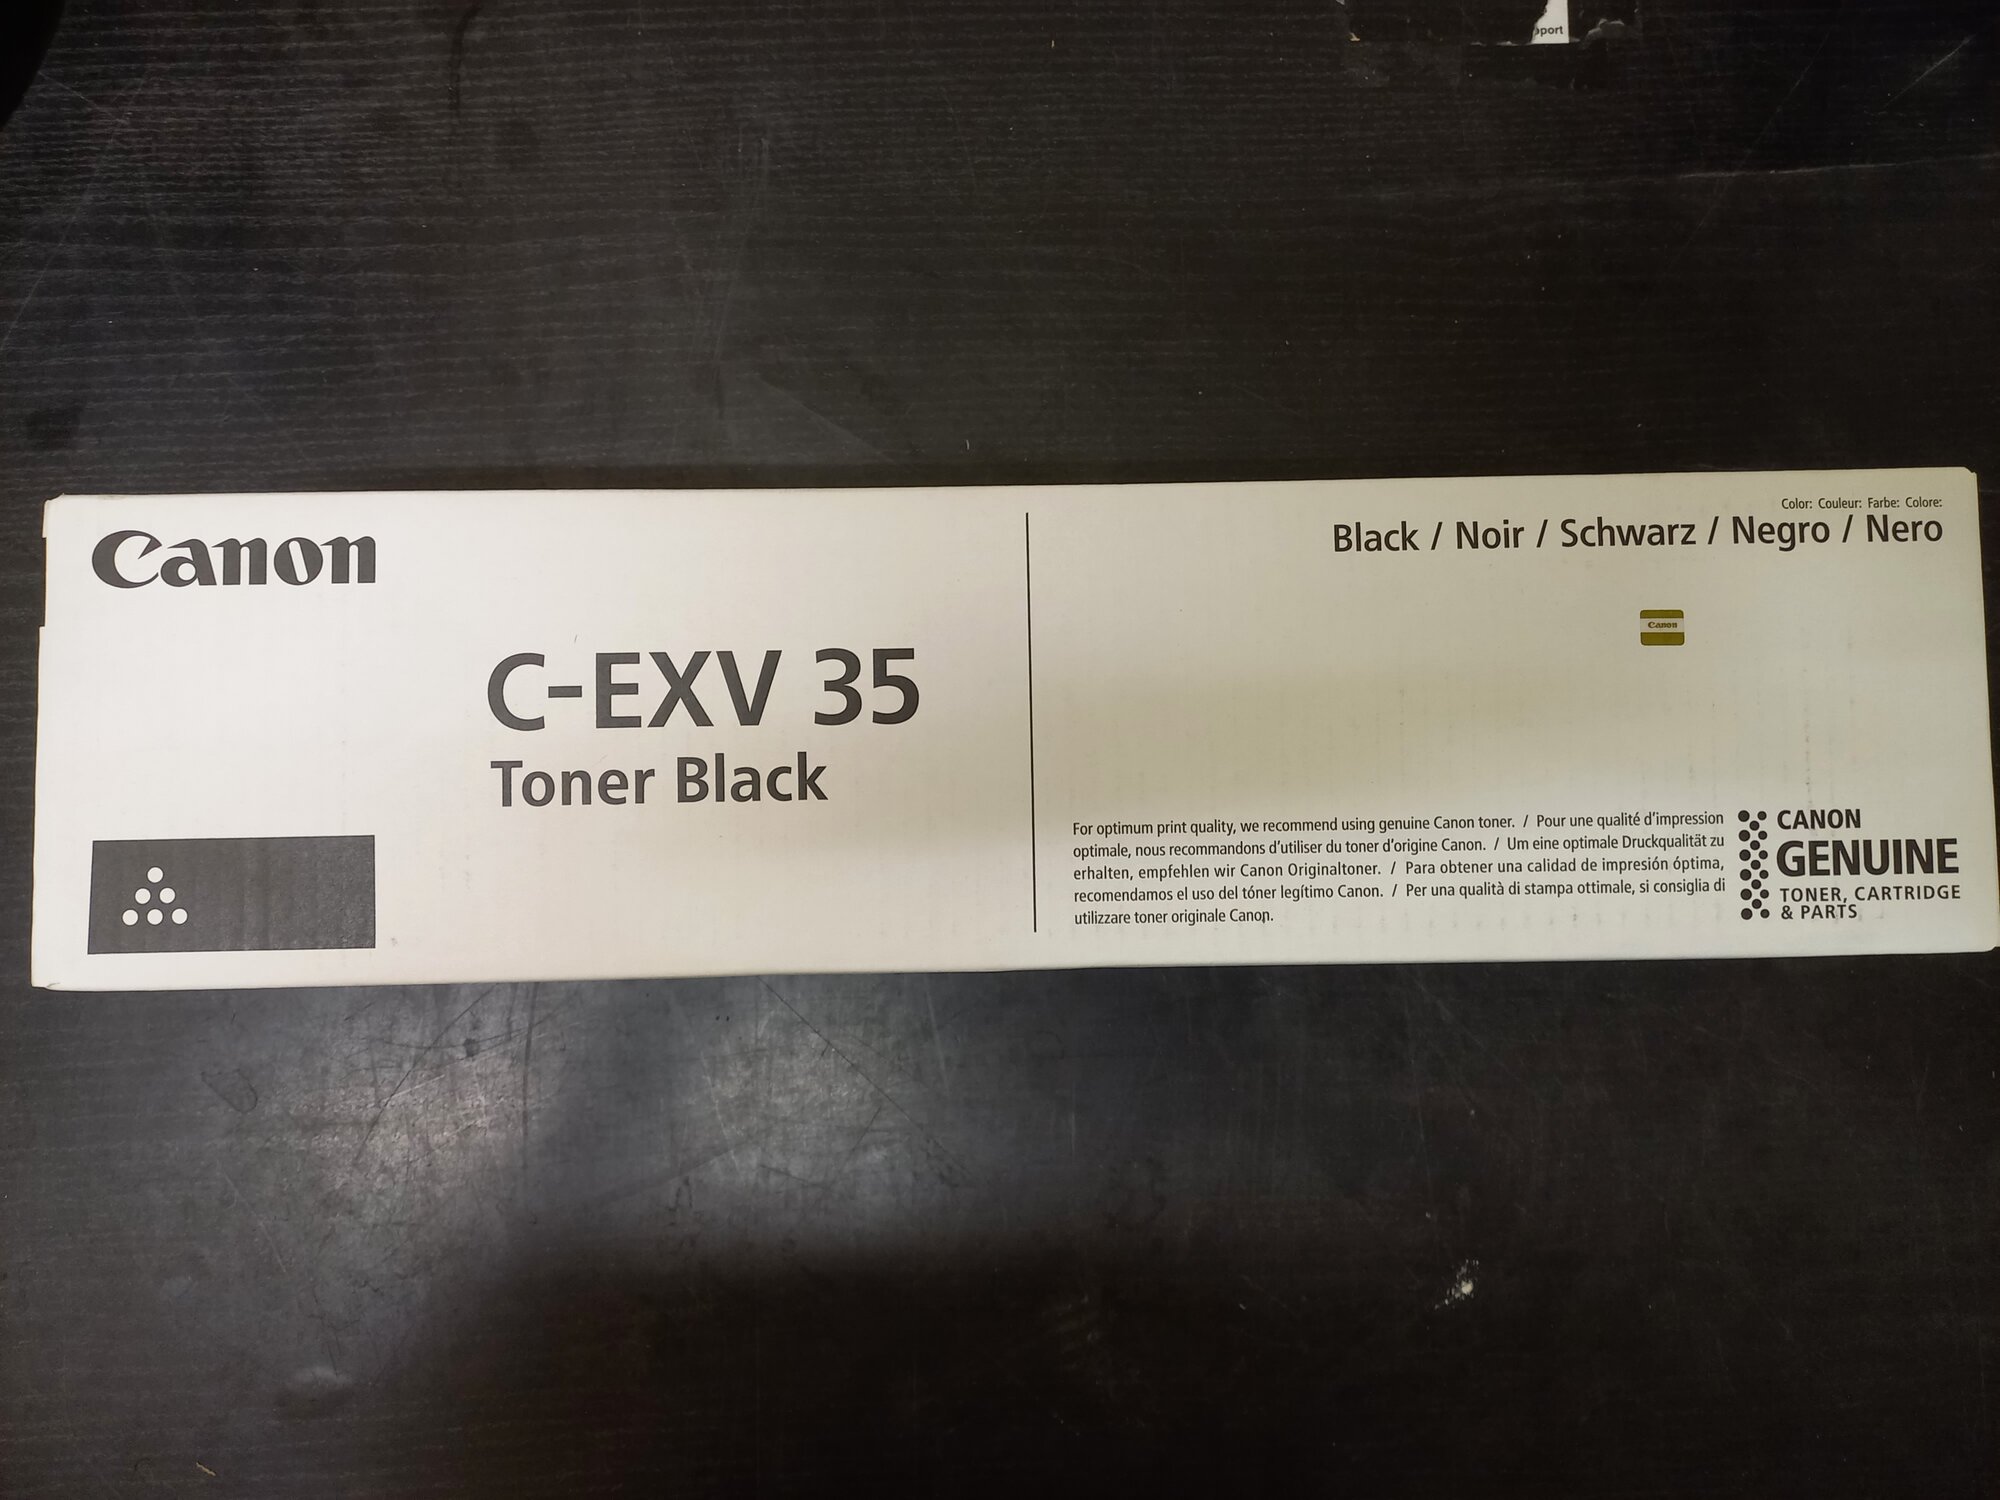 port
Canon
C-EXV 35
Toner Black
Color: Couleur: Farbe: Colore:
Black / Noir / Schwarz / Negro / Nero
Canon
For optimum print quality, we recommend using genuine Canon toner. / Pour une qualité d'impression
optimale, nous recommandons d'utiliser du toner d'origine Canon. / Um eine optimale Druckqualität zu
erhalten, empfehlen wir Canon Originaltoner. / Para obtener una calidad de impresión óptima,
recomendamos el uso del tóner legítimo Canon. / Per una qualità di stampa ottimale, si consiglia di
utilizzare toner originale Canon.
CANON
GENUINE
TONER, CARTRIDGE
& PARTS